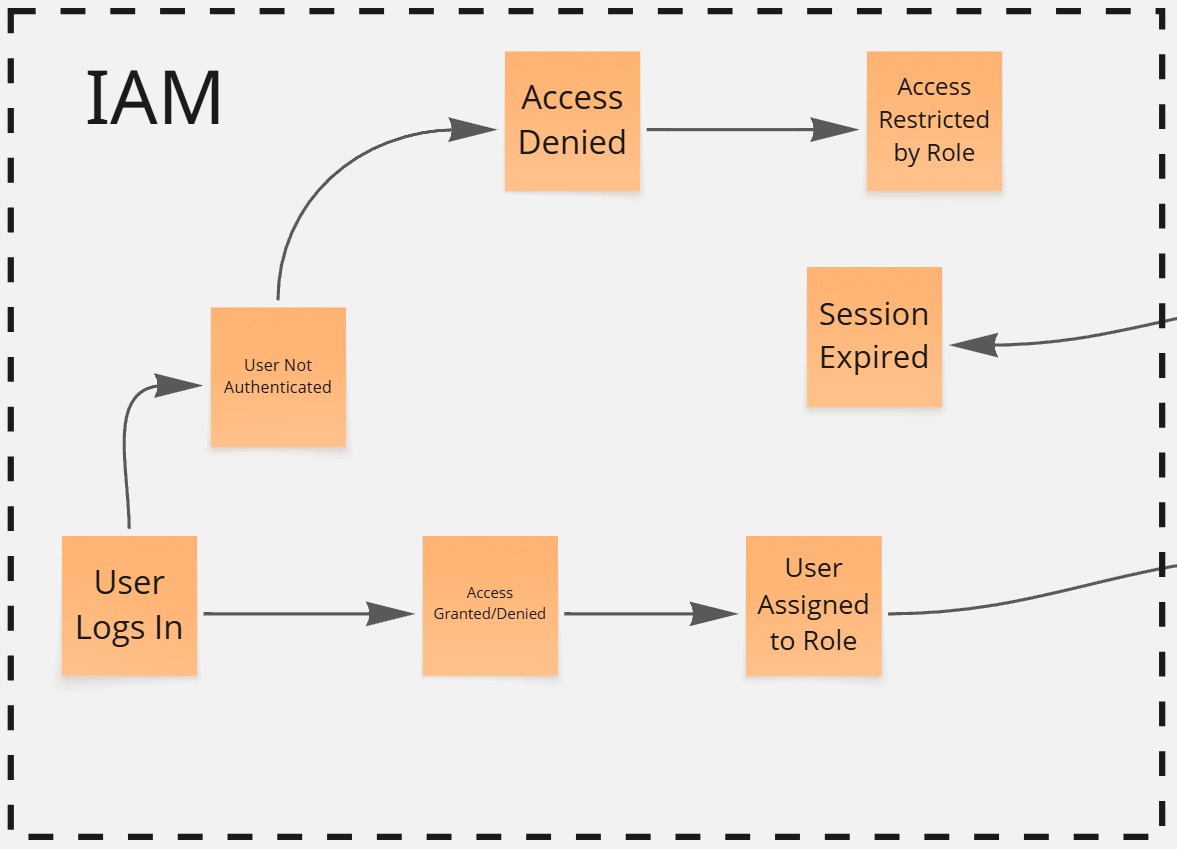 IAM
Access
Denied
Access
Restricted
by Role
Session
Expired
User Not
Authenticated
User
Logs In
Access
Granted/Denied
User
Assigned
to Role